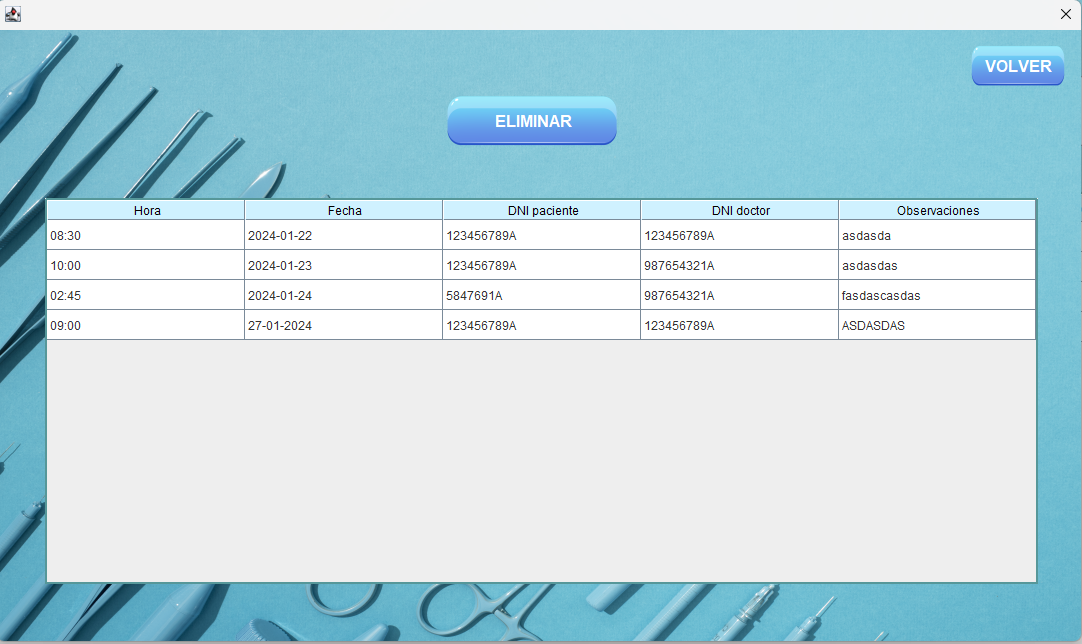 VOLVER
ELIMINAR
Hora Fecha DNI paciente DNI doctor Observaciones
08:30 2024-01-22 123456789A 123456789A asdasda
10:00 2024-01-23 123456789A 987654321A asdasdas
02:45 2024-01-24 5847691A 987654321A fasdascasdas
09:00 27-01-2024 123456789A 123456789A ASDASDAS